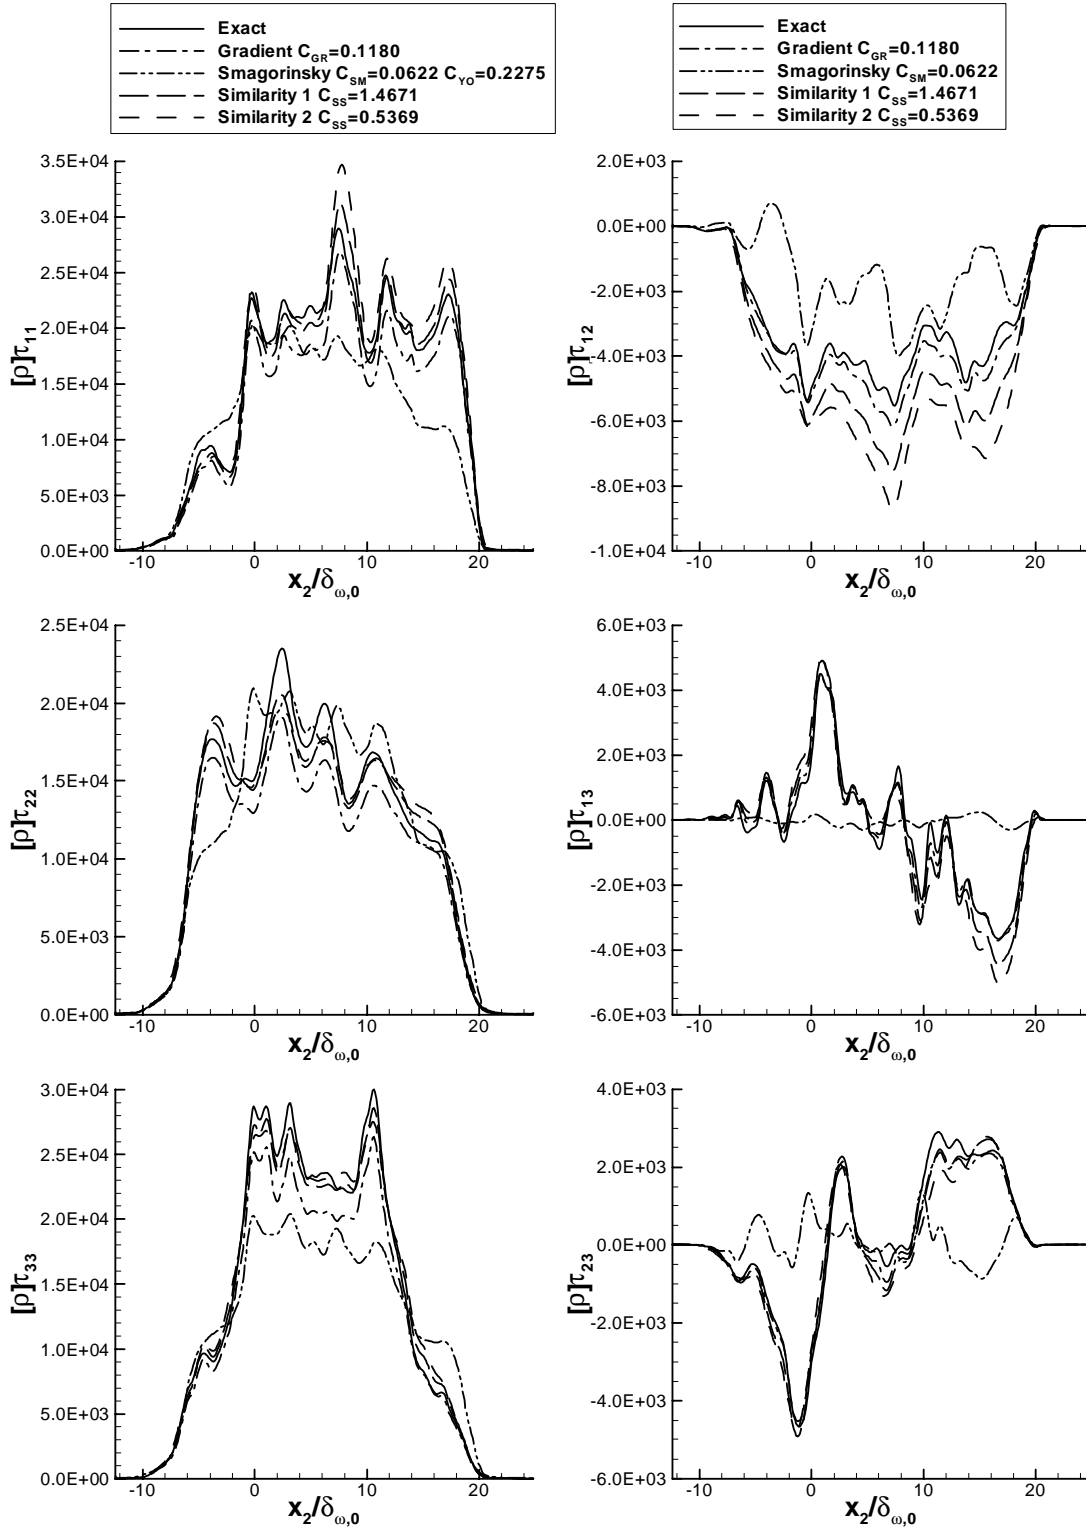 Exact
Gradient C_GR=0.1180
Smagorinsky C_SM=0.0622 C_YO=0.2275
Similarity 1 C_SS=1.4671
Similarity 2 C_SS=0.5369
Exact
Gradient C_GR=0.1180
Smagorinsky C_SM=0.0622
Similarity 1 C_SS=1.4671
Similarity 2 C_SS=0.5369
3.5E+04
3.0E+04
2.5E+04
2.0E+04
1.5E+04
1.0E+04
5.0E+03
0.0E+00
[ρ]τ11
-10 0 10 20
x2/δω,0
2.0E+03
0.0E+00
-2.0E+03
-4.0E+03
-6.0E+03
-8.0E+03
-1.0E+04
[ρ]τ12
-10 0 10 20
x2/δω,0
2.5E+04
2.0E+04
1.5E+04
1.0E+04
5.0E+03
0.0E+00
[ρ]τ22
-10 0 10 20
x2/δω,0
6.0E+03
4.0E+03
2.0E+03
0.0E+00
-2.0E+03
-4.0E+03
-6.0E+03
[ρ]τ13
-10 0 10 20
x2/δω,0
3.0E+04
2.5E+04
2.0E+04
1.5E+04
1.0E+04
5.0E+03
0.0E+00
[ρ]τ33
-10 0 10 20
x2/δω,0
4.0E+03
2.0E+03
0.0E+00
-2.0E+03
-4.0E+03
-6.0E+03
[ρ]τ23
-10 0 10 20
x2/δω,0